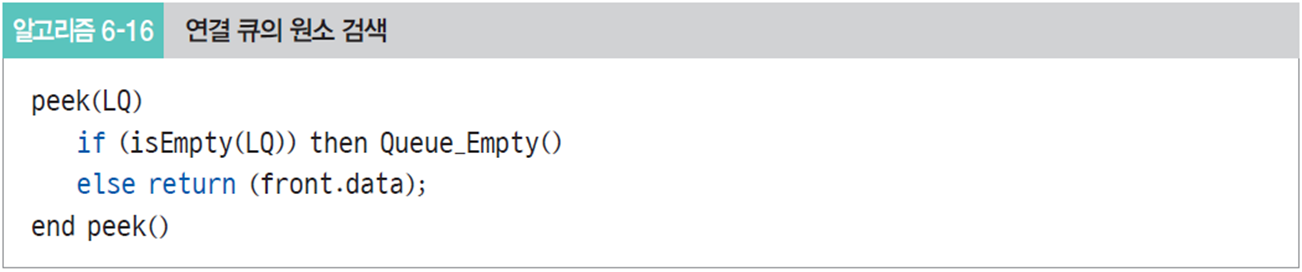 알고리즘 6-16 연결 큐의 원소 검색
peek(LQ)
if (isEmpty(LQ)) then Queue_Empty()
else return (front.data);
end peek()